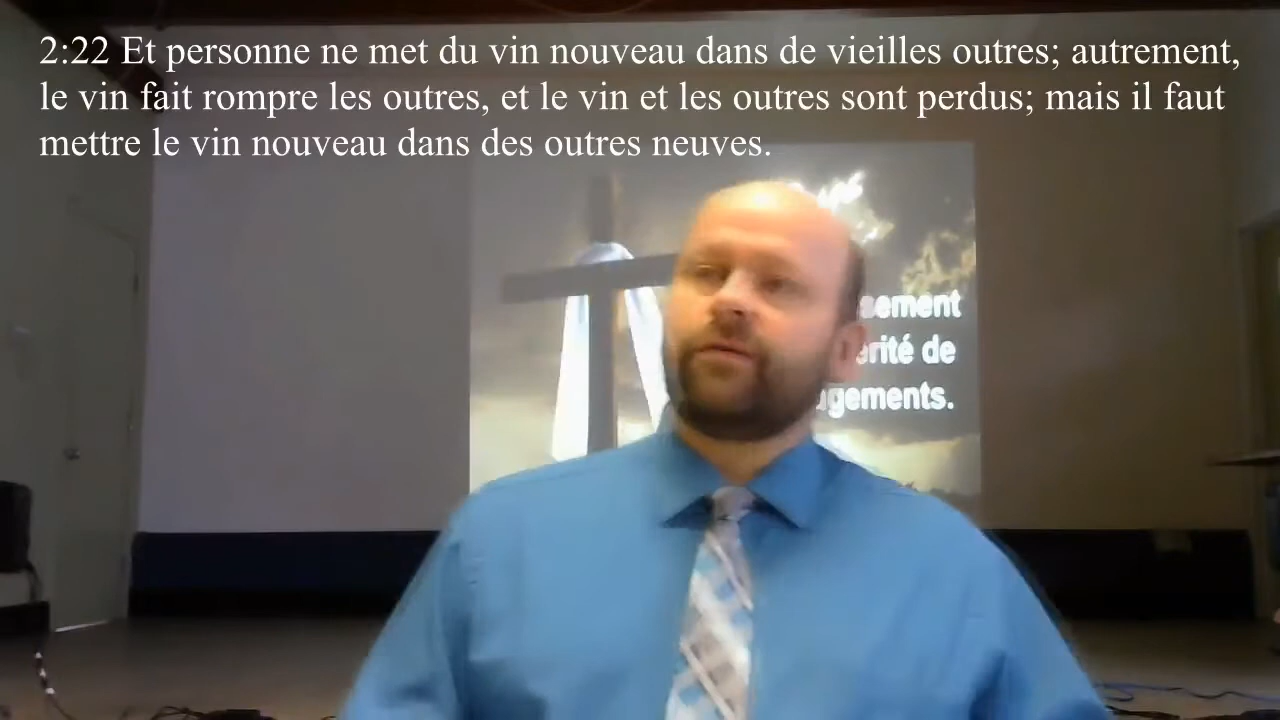 2:22 Et personne ne met du vin nouveau dans de vieilles outres; autrement,
le vin fait rompre les outres, et le vin et les outres sont perdus; mais il faut
mettre le vin nouveau dans des outres neuves.
de